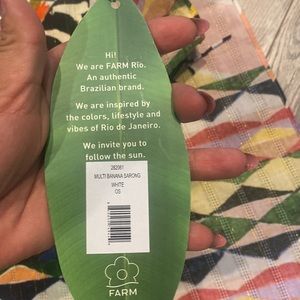 Hi!
We are FARM Rio.
An authentic
Brazilian brand.
We are inspired by
the colors, lifestyle and
vibes of Rio de Janeiro.
We invite you to
follow the sun.
282061
MULTI BANANA SARONG
WHITE
OS
FARM